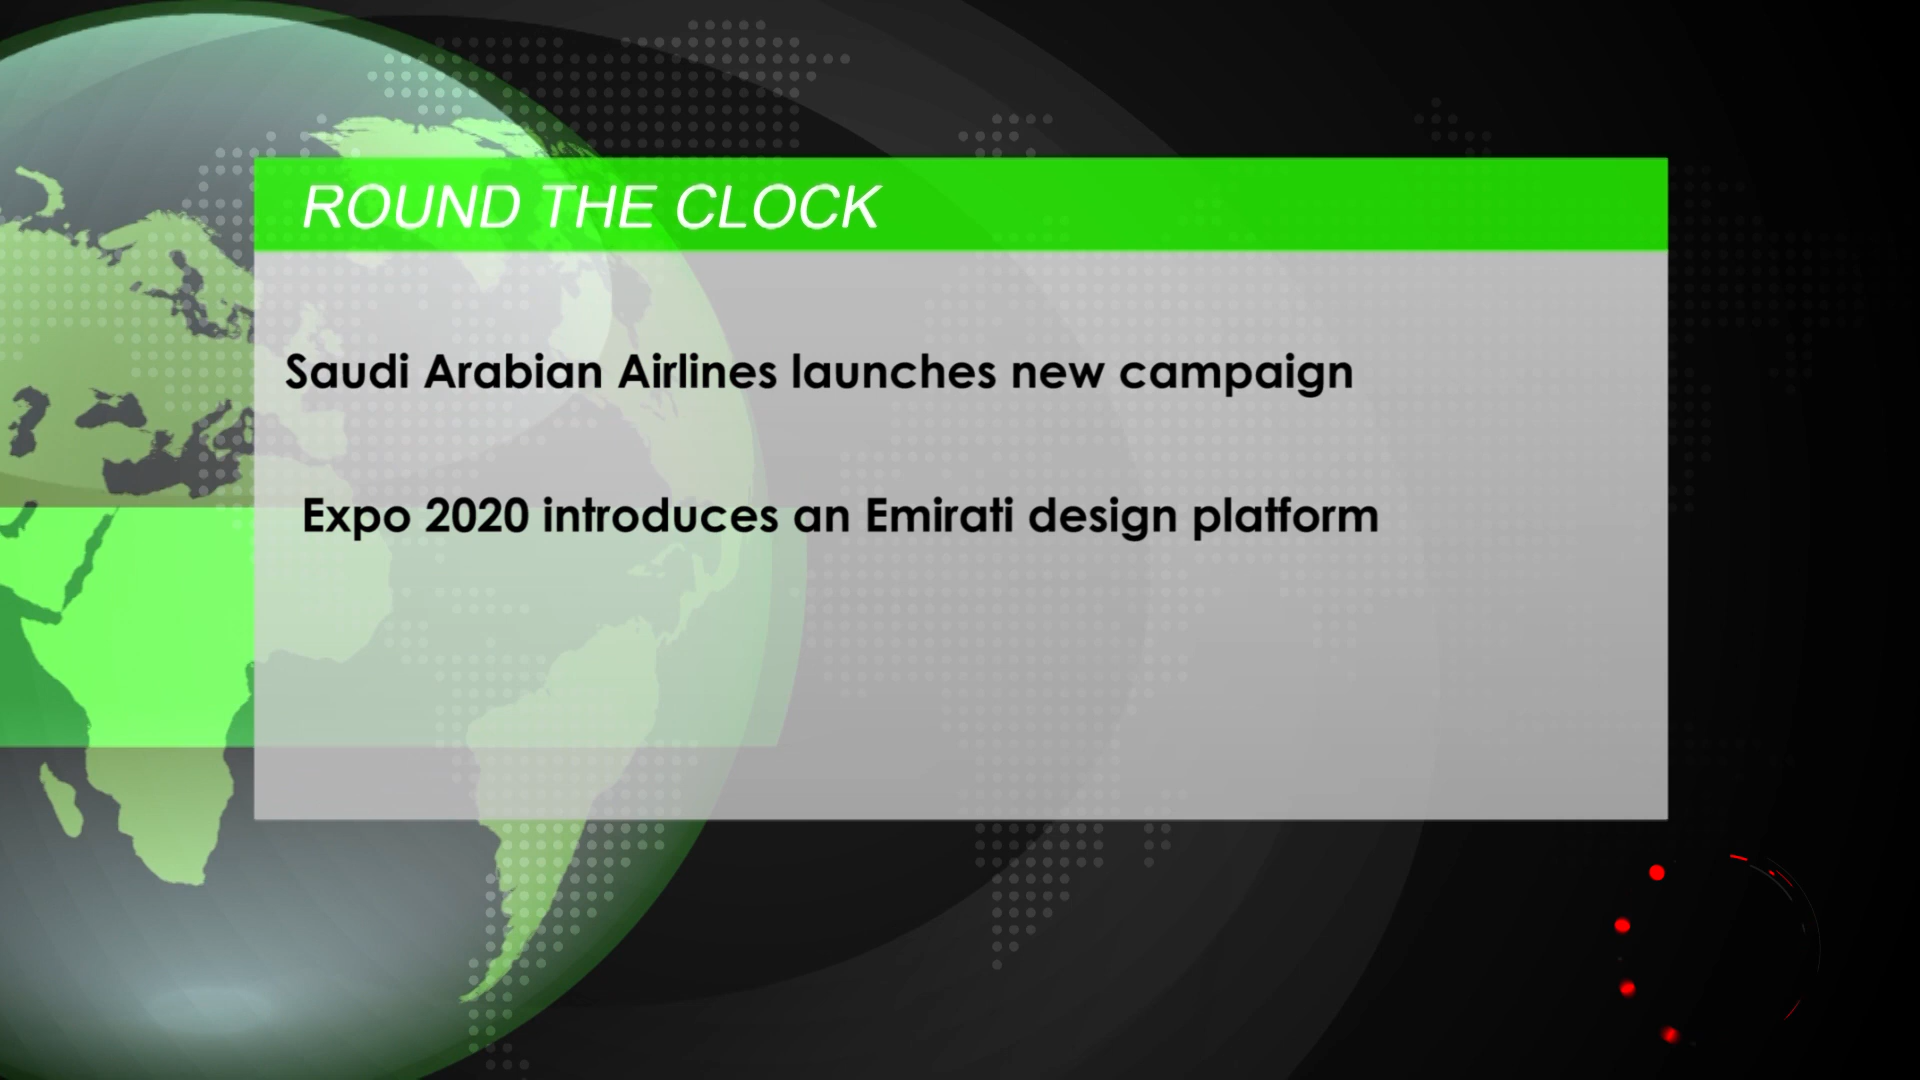 ROUND THE CLOCK
Saudi Arabian Airlines launches new campaign
Expo 2020 introduces an Emirati design platform